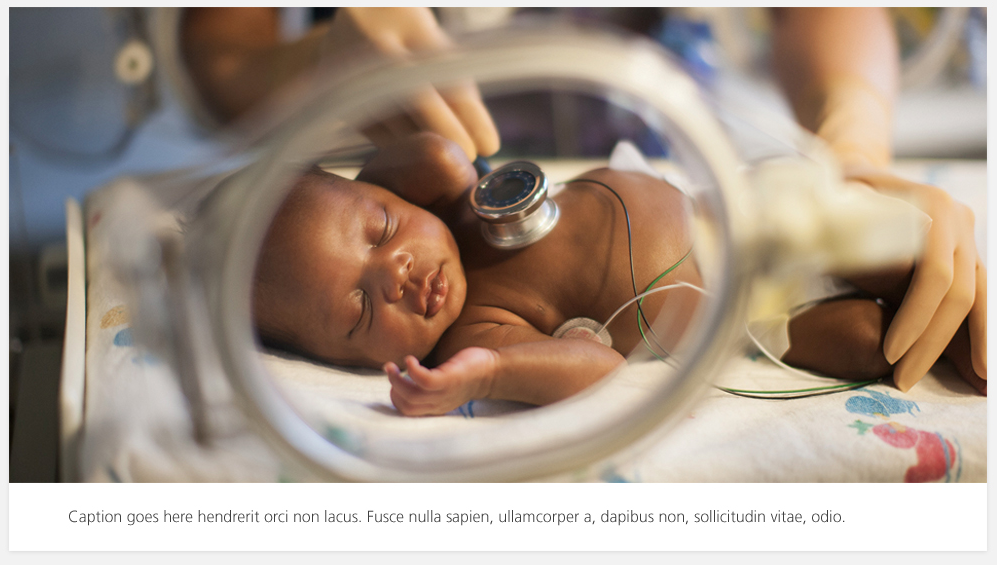 Caption goes here hendrerit orci non lacus. Fusce nulla sapien, ullamcorper a, dapibus non, sollicitudin vitae, odio.